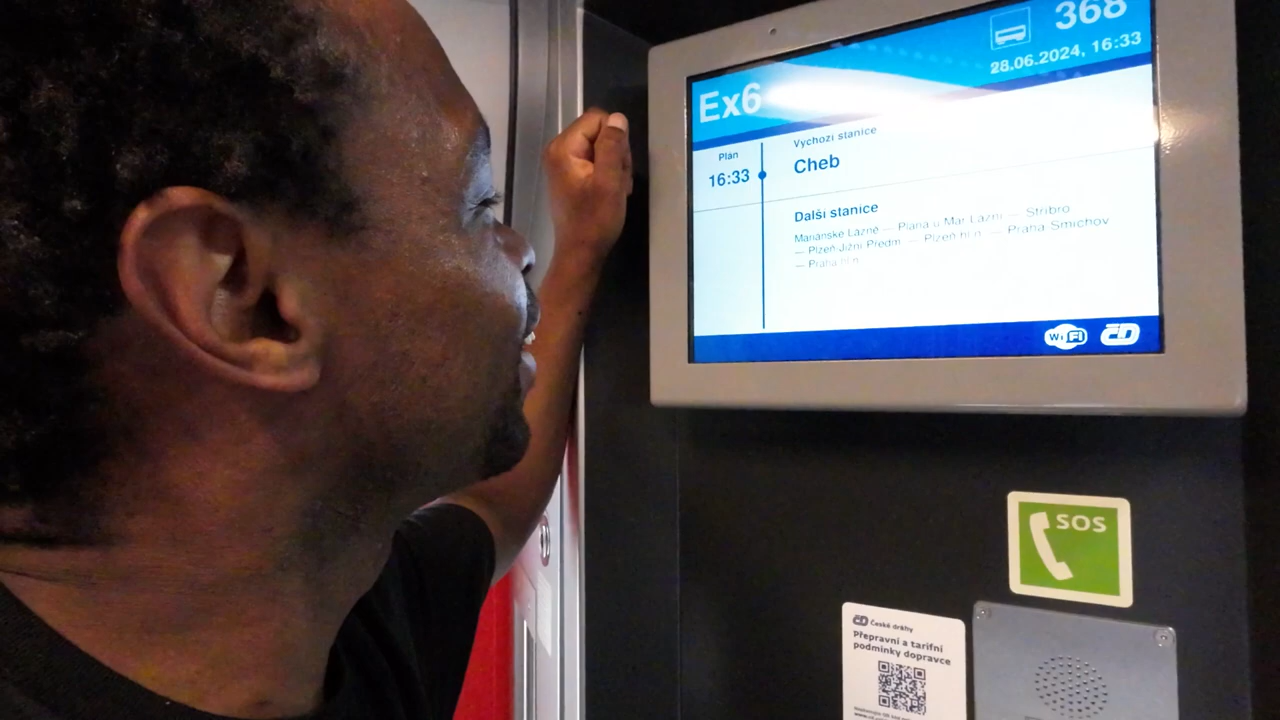 368
28.06.2024, 16:33
Ex6
Plán
16:33
Výchozí stanice
Cheb
Další stanice
Mariánské Lázně — Planá u Mar.Lázní — Stříbro
— Plzeň-Jižní Předm. — Plzeň hl.n. — Praha-Smíchov
— Praha hl.n.
WiFi
ČD
SOS
ČD České dráhy
Přepravní a tarifní
podmínky dopravce